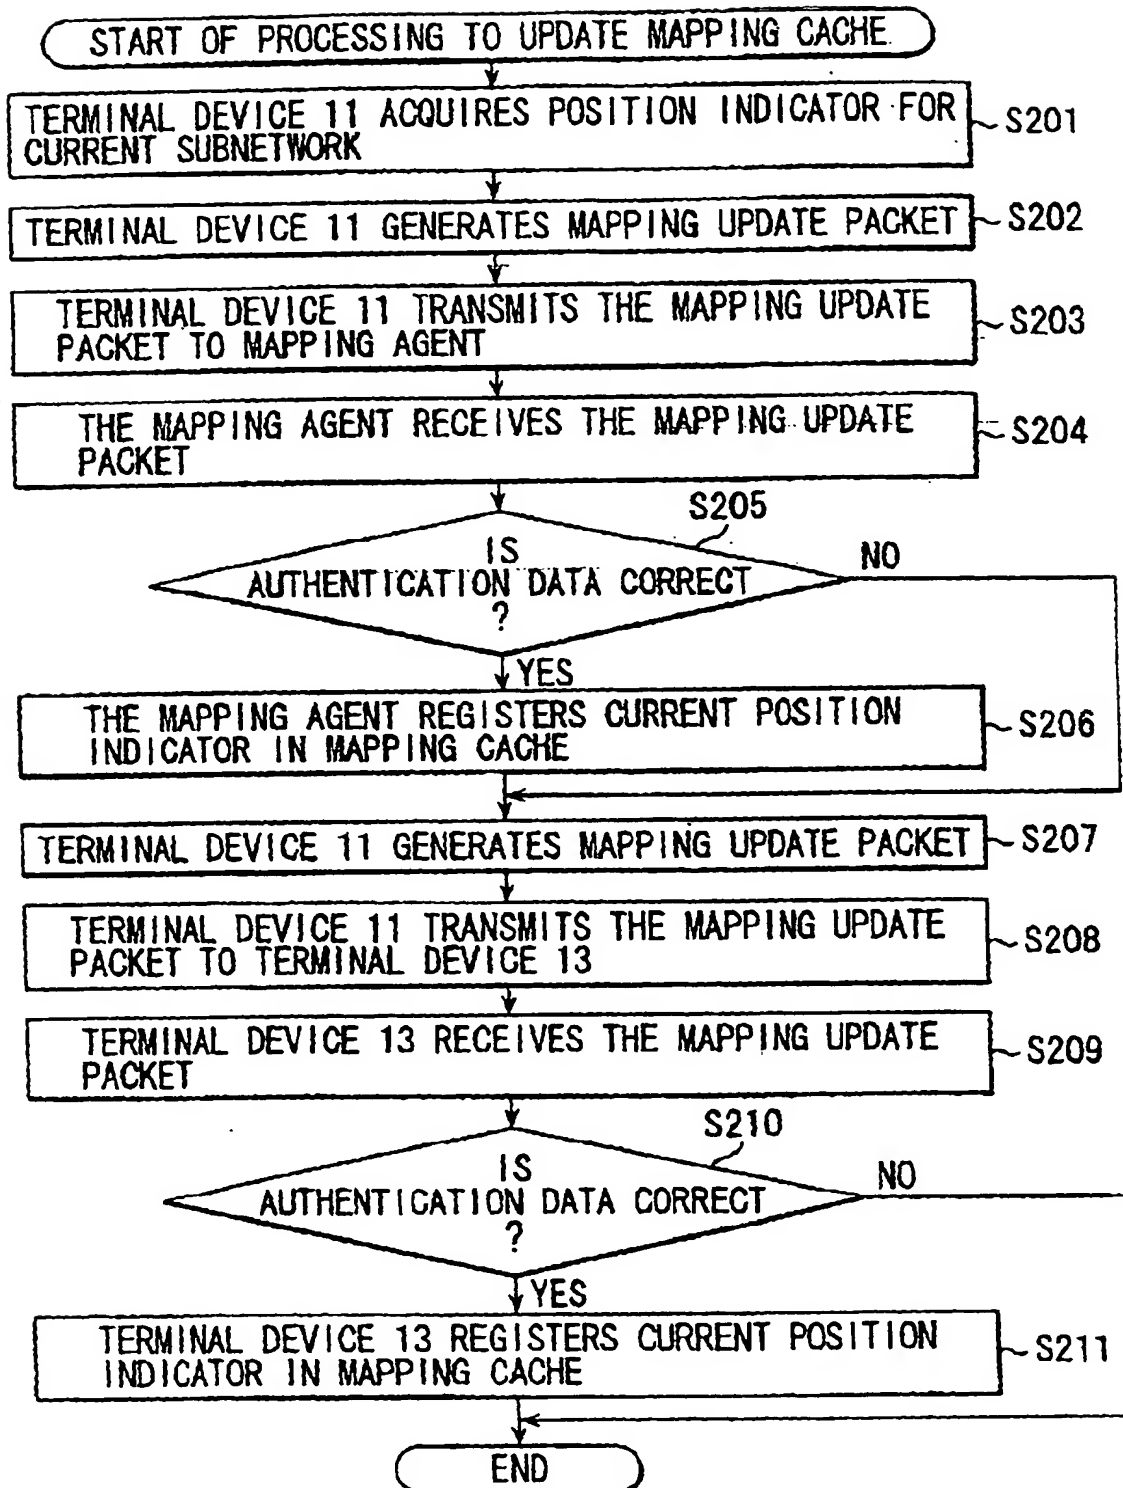 START OF PROCESSING TO UPDATE MAPPING CACHE
TERMINAL DEVICE 11 ACQUIRES POSITION INDICATOR FOR
CURRENT SUBNETWORK
S201
TERMINAL DEVICE 11 GENERATES MAPPING UPDATE PACKET
S202
TERMINAL DEVICE 11 TRANSMITS THE MAPPING UPDATE
PACKET TO MAPPING AGENT
S203
THE MAPPING AGENT RECEIVES THE MAPPING UPDATE
PACKET
S204
S205
IS
AUTHENTICATION DATA CORRECT
?
NO
YES
THE MAPPING AGENT REGISTERS CURRENT POSITION
INDICATOR IN MAPPING CACHE
S206
TERMINAL DEVICE 11 GENERATES MAPPING UPDATE PACKET
S207
TERMINAL DEVICE 11 TRANSMITS THE MAPPING UPDATE
PACKET TO TERMINAL DEVICE 13
S208
TERMINAL DEVICE 13 RECEIVES THE MAPPING UPDATE
PACKET
S209
S210
IS
AUTHENTICATION DATA CORRECT
?
NO
YES
TERMINAL DEVICE 13 REGISTERS CURRENT POSITION
INDICATOR IN MAPPING CACHE
S211
END